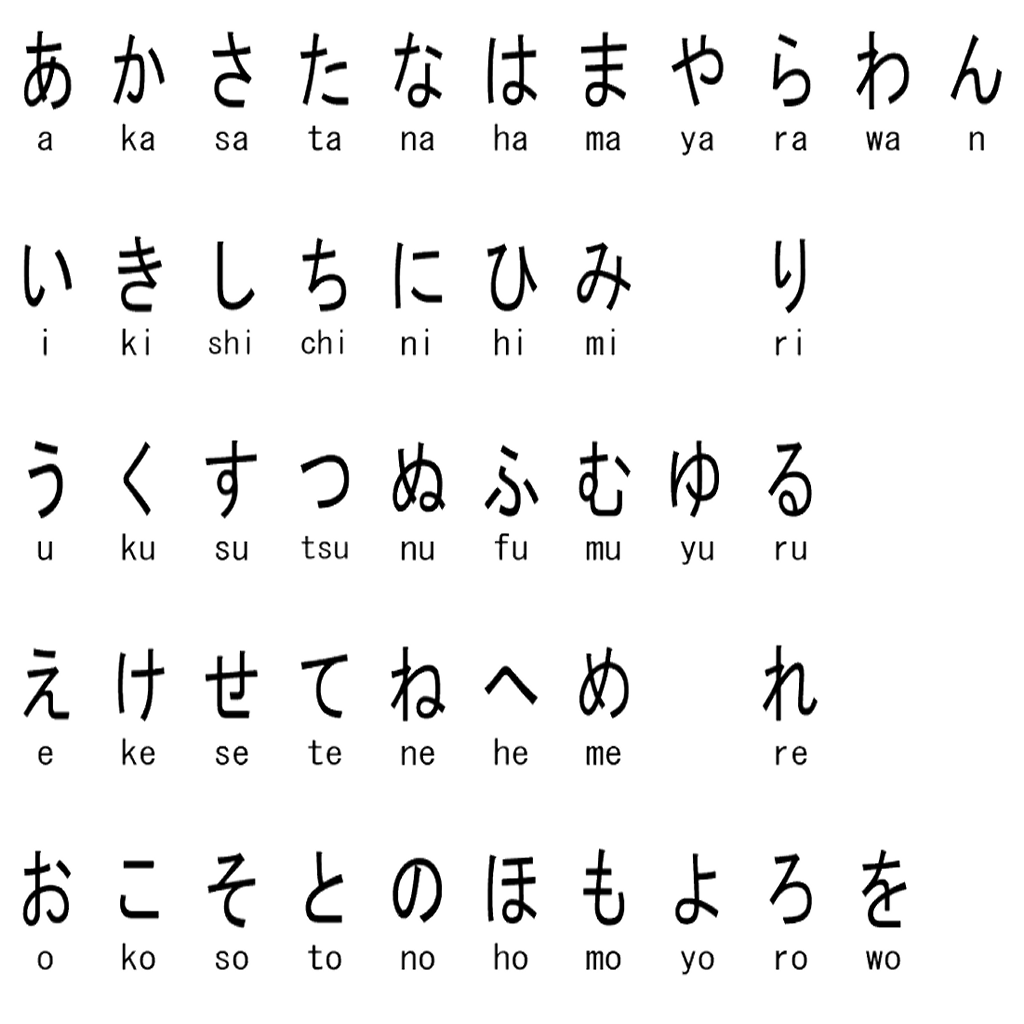 あ か さ た な は ま や ら わ ん
a ka sa ta na ha ma ya ra wa n
い き し ち に ひ み り
i ki shi chi ni hi mi ri
う く す つ ぬ ふ む ゆ る
u ku su tsu nu fu mu yu ru
え け せ て ね へ め れ
e ke se te ne he me re
お こ そ と の ほ も よ ろ を
o ko so to no ho mo yo ro wo